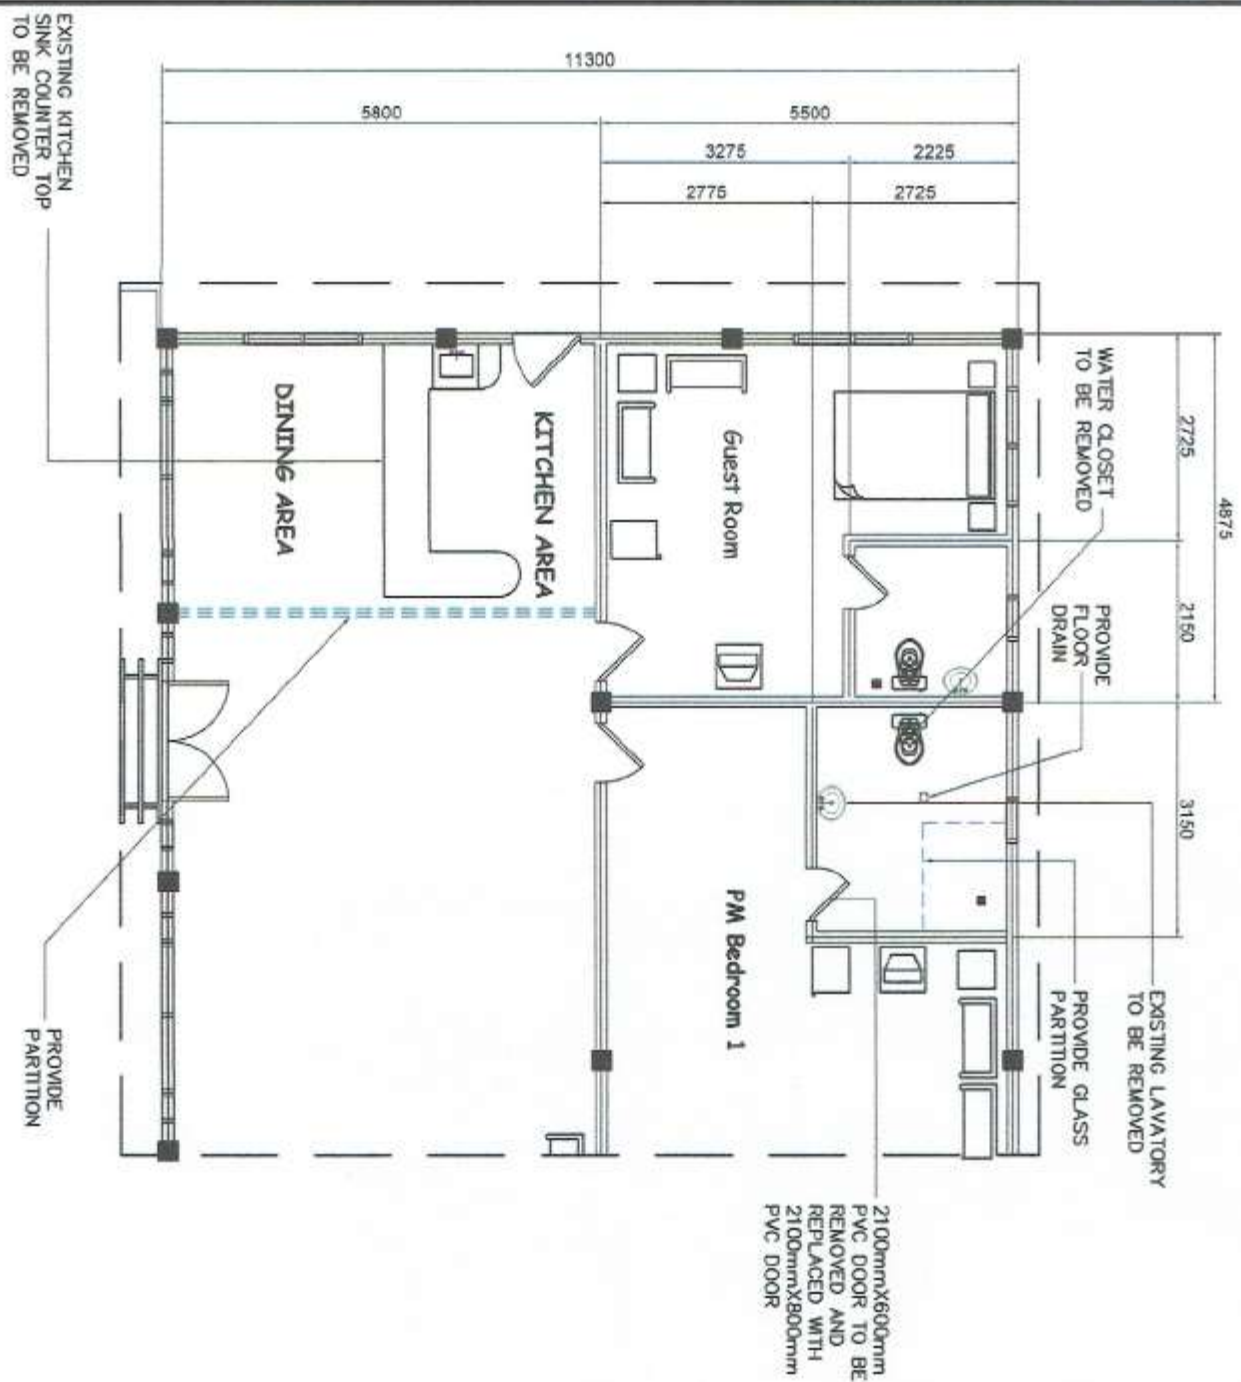 11300
5800
5500
3275
2225
2775
2725
EXISTING KITCHEN
SINK COUNTER TOP
TO BE REMOVED
WATER CLOSET
TO BE REMOVED
2725
4875
2150
3150
PROVIDE
FLOOR
DRAIN
DINING AREA
KITCHEN AREA
Guest Room
PM Bedroom 1
EXISTING LAVATORY
TO BE REMOVED
PROVIDE GLASS
PARTITION
PROVIDE
PARTITION
2100mmX600mm
PVC DOOR TO BE
REMOVED AND
REPLACED WITH
2100mmX800mm
PVC DOOR